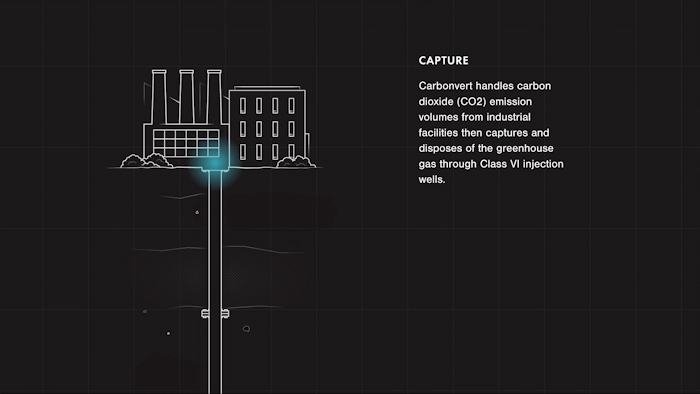 CAPTURE
Carbonvert handles carbon
dioxide (CO2) emission
volumes from industrial
facilities then captures and
disposes of the greenhouse
gas through Class VI injection
wells.